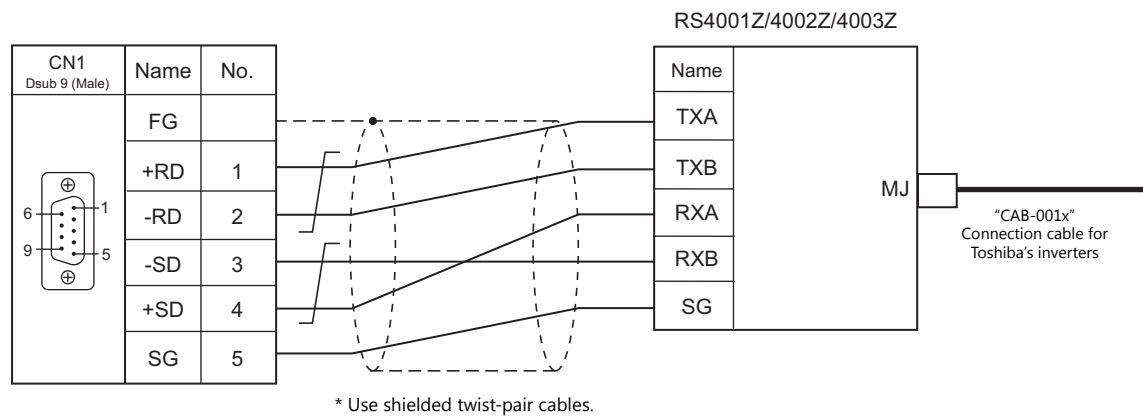 RS4001Z/4002Z/4003Z
CN1
Dsub 9 (Male)
Name
No.
FG
+RD
1
-RD
2
-SD
3
+SD
4
SG
5
6
1
9
5
Name
TXA
TXB
RXA
RXB
SG
MJ
"CAB-001x"
Connection cable for
Toshiba's inverters
* Use shielded twist-pair cables.